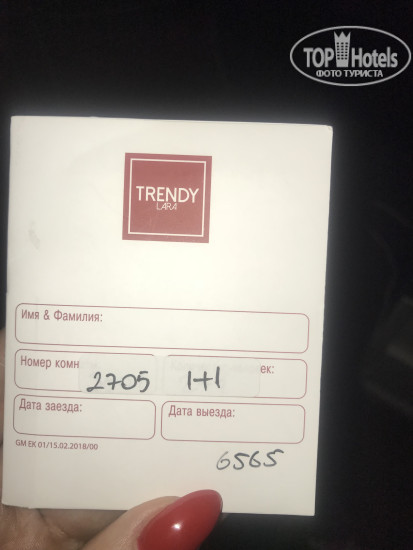 TOP Hotels
ФОТО ТУРИСТА
TRENDY
LARA
Имя & Фамилия:
Номер комн
ек:
2705 1+1
Дата заезда: Дата выезда:
GM EK 01/15.02.2018/00
6565